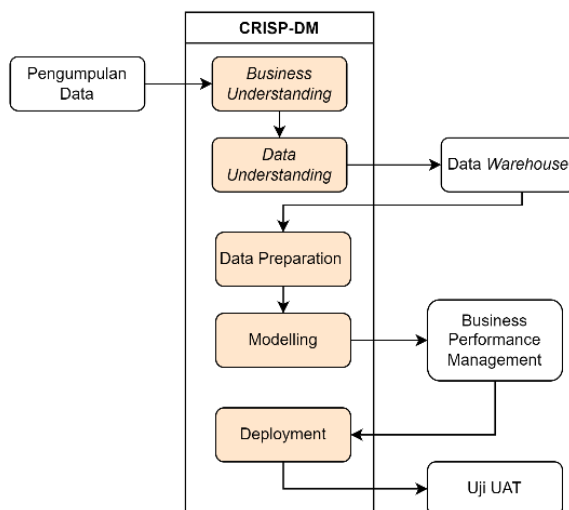 CRISP-DM
Pengumpulan
Data
Business
Understanding
Data
Understanding
Data Warehouse
Data Preparation
Modelling
Business
Performance
Management
Deployment
Uji UAT